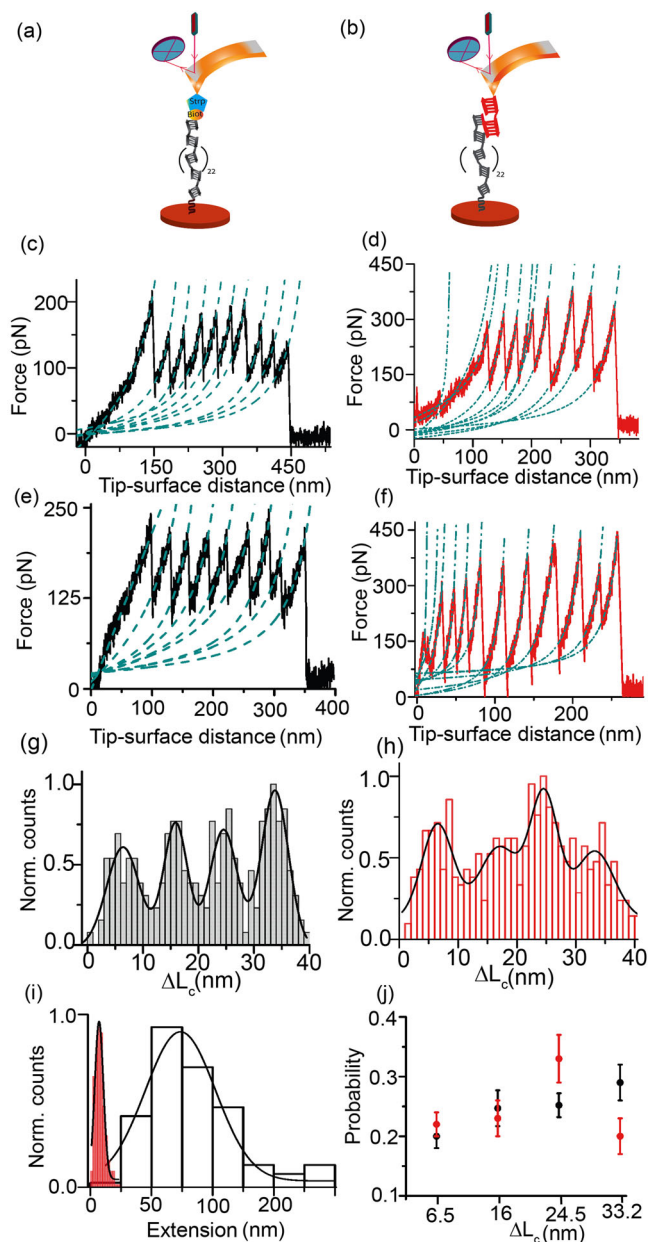 (a)
(b)
Strp
Biot
22
22
(c)
(d)
200
100
0
Force (pN)
0 150 300 450
Tip-surface distance (nm)
450
300
150
0
Force (pN)
0 100 200 300
Tip-surface distance (nm)
(e)
(f)
250
125
0
Force (pN)
0 100 200 300 400
Tip-surface distance (nm)
450
300
150
0
Force (pN)
0 100 200
Tip-surface distance (nm)
(g)
(h)
1.0
0.5
0.0
Norm. counts
0 10 20 30 40
ΔLc(nm)
1.0
0.5
0.0
Norm. counts
0 10 20 30 40
ΔLc(nm)
(i)
(j)
1.0
0.0
Norm. counts
0 50 100 200
Extension (nm)
0.4
0.3
0.2
0.1
Probability
6.5 16 24.5 33.2
ΔLc(nm)